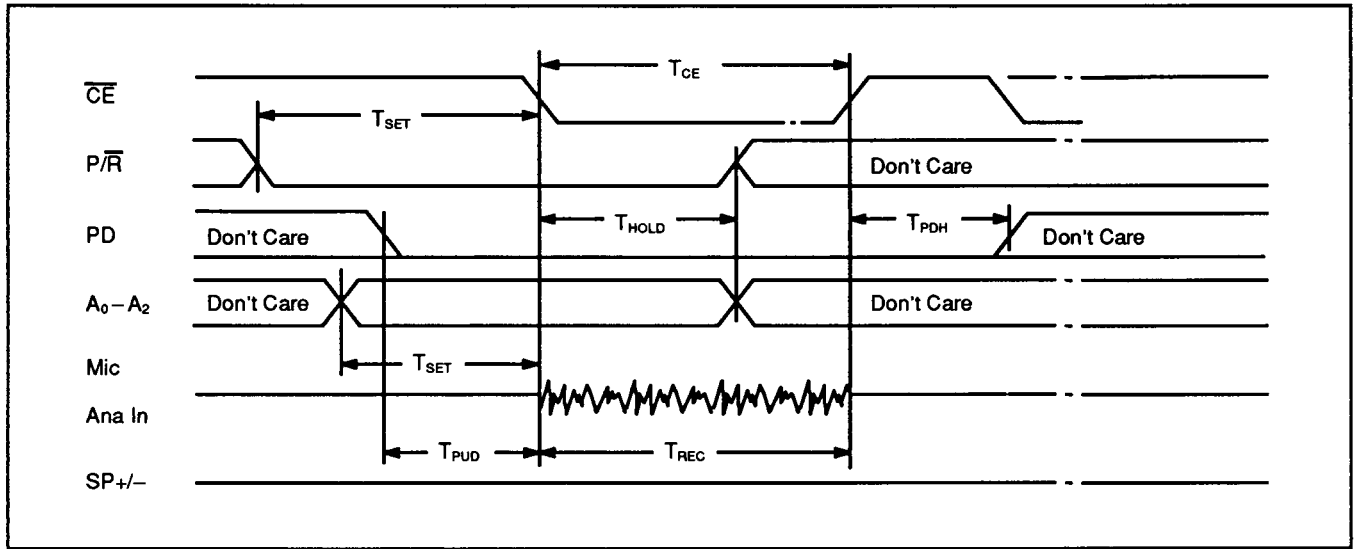 CE T_CE
T_SET
P/R Don't Care
PD Don't Care T_HOLD T_PDH Don't Care
A₀–A₂ Don't Care Don't Care
Mic T_SET
Ana In
T_PUD T_REC
SP+/–